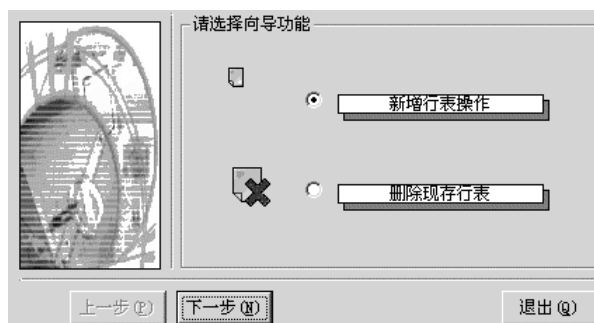 请选择向导功能
新增行表操作
删除现存行表
上一步(P)
下一步(N)
退出(Q)